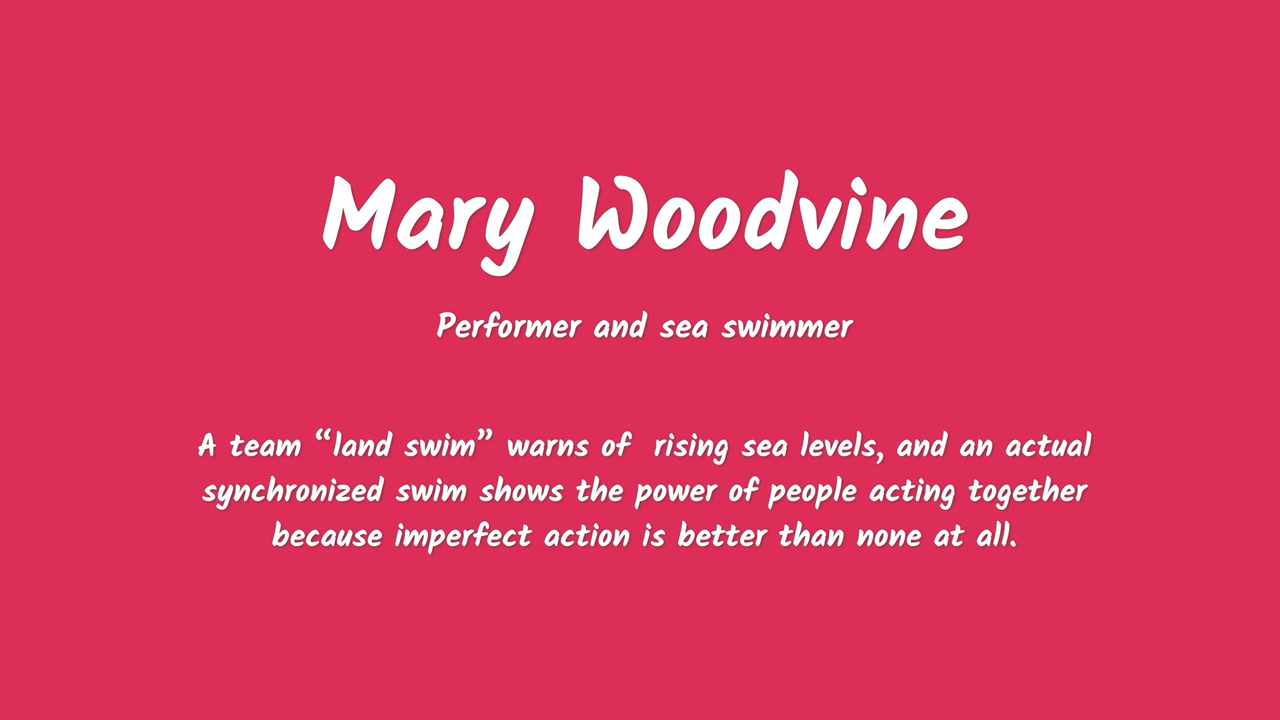 Mary Woodvine
Performer and sea swimmer
A team “land swim” warns of  rising sea levels, and an actual
synchronized swim shows the power of people acting together
because imperfect action is better than none at all.